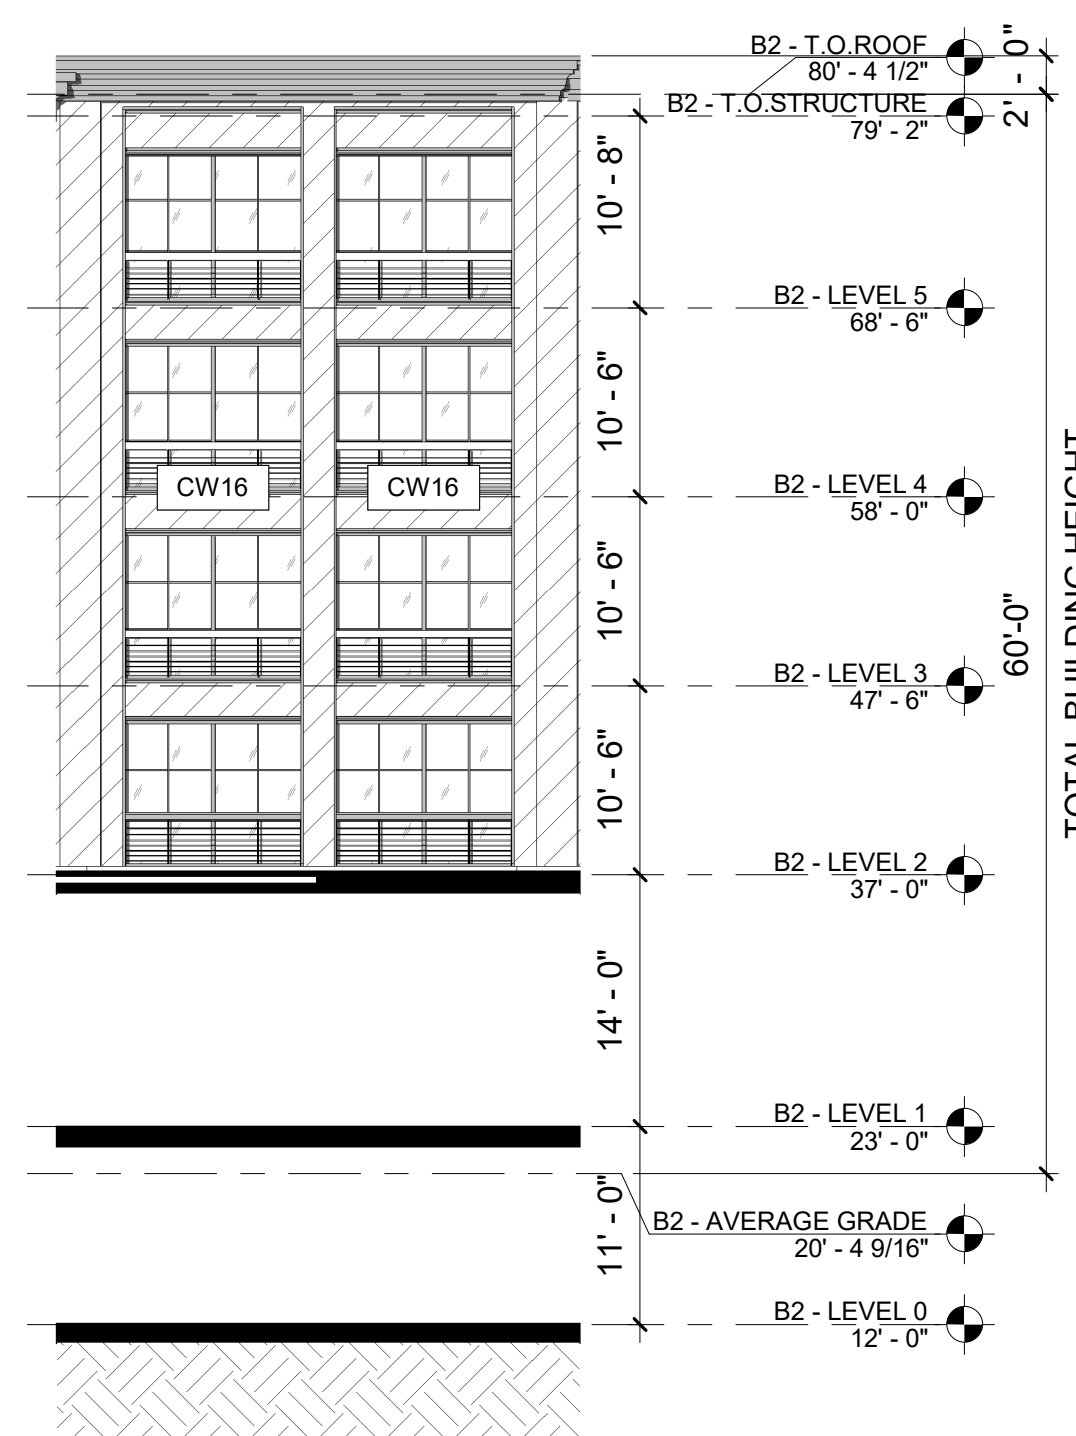 B2 - T.O.ROOF
80' - 4 1/2"
2' - 0"
B2 - T.O.STRUCTURE
79' - 2"
10' - 8"
B2 - LEVEL 5
68' - 6"
10' - 6"
CW16
CW16
B2 - LEVEL 4
58' - 0"
10' - 6"
60'-0"
TOTAL BUILDING HEIGHT
B2 - LEVEL 3
47' - 6"
10' - 6"
B2 - LEVEL 2
37' - 0"
14' - 0"
B2 - LEVEL 1
23' - 0"
11' - 0"
B2 - AVERAGE GRADE
20' - 4 9/16"
B2 - LEVEL 0
12' - 0"